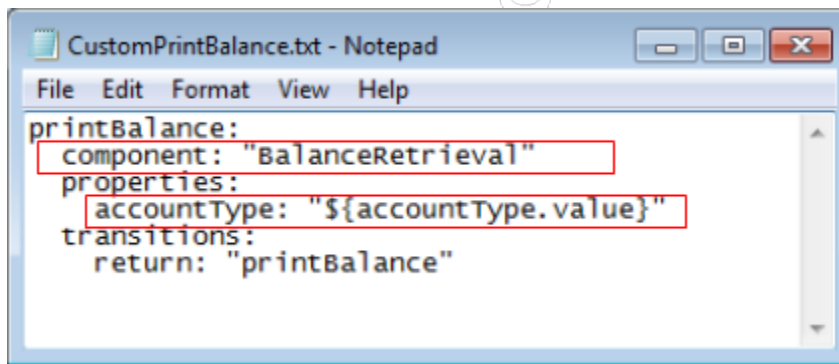 CustomPrintBalance.txt - Notepad
File Edit Format View Help
printBalance:
  component: "BalanceRetrieval"
  properties:
    accountType: "${accountType.value}"
  transitions:
    return: "printBalance"